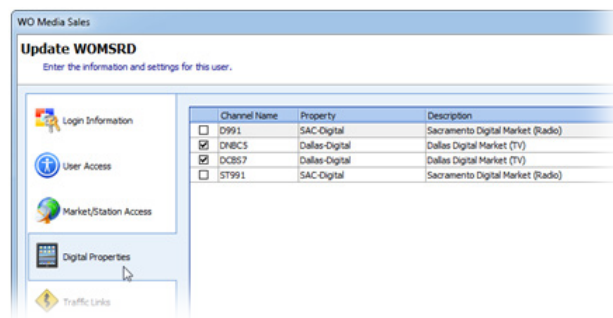 WO Media Sales
Update WOMSRD
Enter the information and settings for this user.
Login Information
User Access
Market/Station Access
Digital Properties
Traffic Links
Channel Name Property Description
D991 SAC-Digital Sacramento Digital Market (Radio)
DNBC5 Dallas-Digital Dallas Digital Market (TV)
DCBS7 Dallas-Digital Dallas Digital Market (TV)
ST991 SAC-Digital Sacramento Digital Market (Radio)